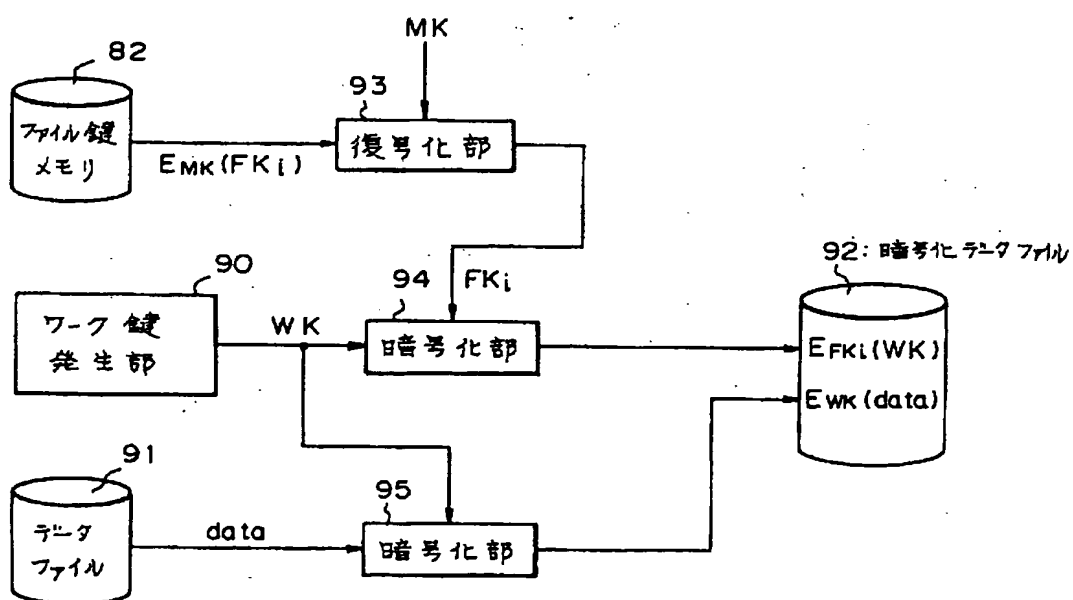 MK
82
ファイル鍵
メモリ
EMK(FKi)
93
復号化部
FKi
90
ワーク鍵
発生部
WK
94
暗号化部
92:暗号化データファイル
EFKi(WK)
EWK(data)
91
データ
ファイル
data
95
暗号化部